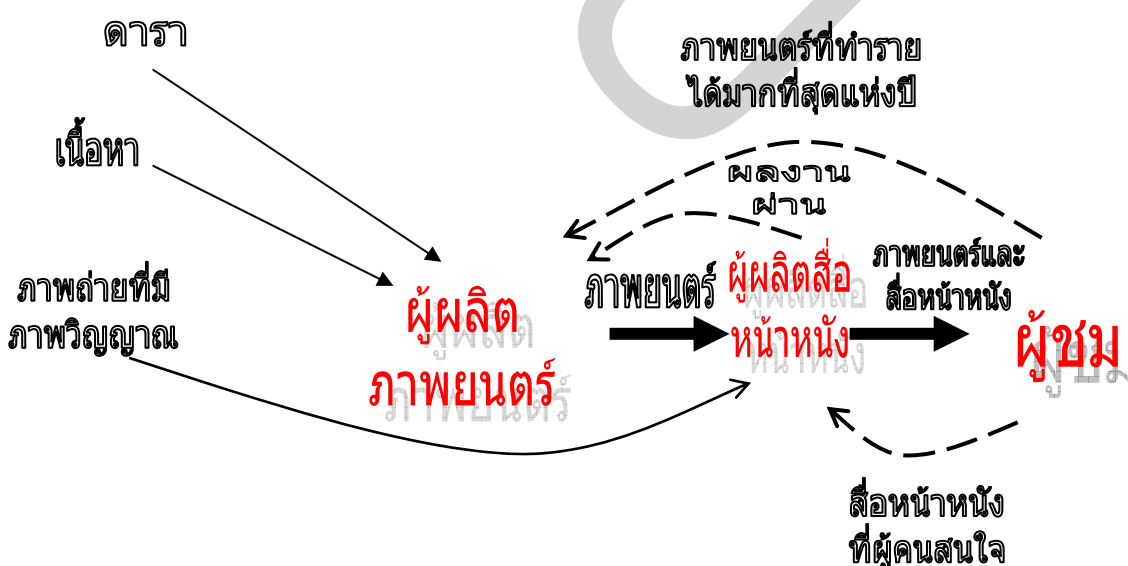 ดารา
เนื้อหา
ภาพถ่ายที่มี
ภาพวิญญาณ
ผู้ผลิต
ภาพยนตร์
ภาพยนตร์ที่ทำราย
ได้มากที่สุดแห่งปี
ผลงาน
ผ่าน
ภาพยนตร์
ผู้ผลิตสื่อ
หน้าหนัง
ภาพยนตร์และ
สื่อหน้าหนัง
ผู้ชม
สื่อหน้าหนัง
ที่ผู้คนสนใจ